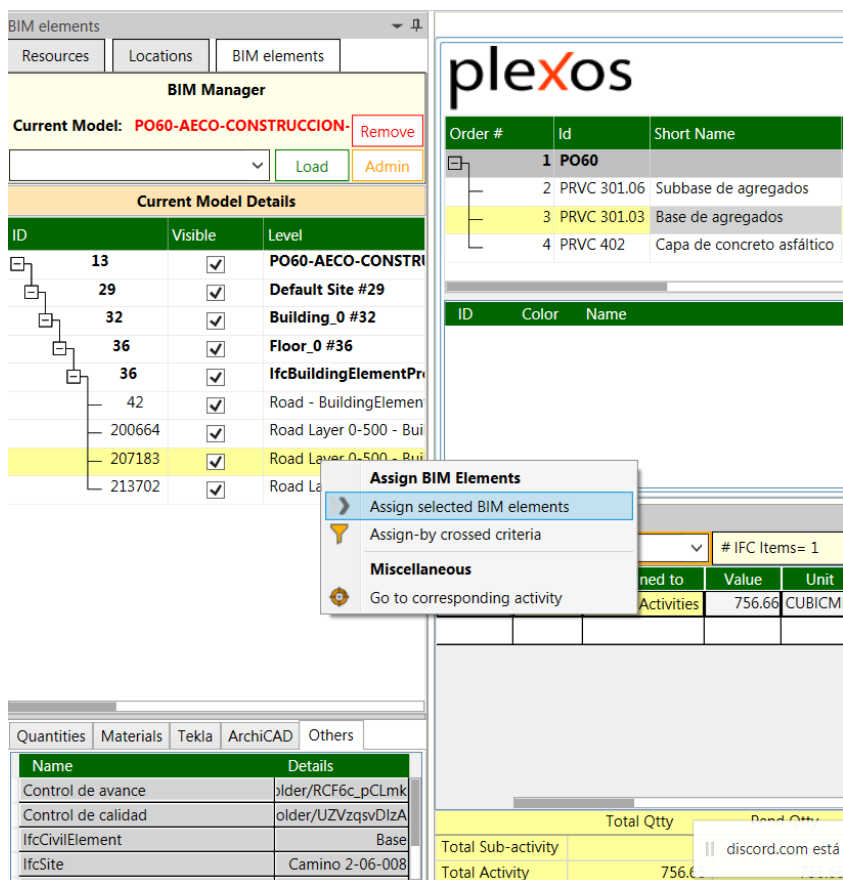 BIM elements
Resources Locations BIM elements
BIM Manager
Current Model: PO60-AECO-CONSTRUCCION- Remove
Load Admin
Current Model Details
ID Visible Level
13 PO60-AECO-CONSTRU
29 Default Site #29
32 Building_0 #32
36 Floor_0 #36
36 IfcBuildingElementPr
42 Road - BuildingElemen
200664 Road Layer 0-500 - Bui
207183 Road Layer 0-500 - Bui
213702 Road La
Assign BIM Elements
Assign selected BIM elements
Assign-by crossed criteria
Miscellaneous
Go to corresponding activity
Quantities Materials Tekla ArchiCAD Others
Name Details
Control de avance older/RCF6c_pCLmk
Control de calidad older/UZVzqsvDlzA
IfcCivilElement Base
IfcSite Camino 2-06-008
plexos
Order # Id Short Name
1 PO60
2 PRVC 301.06 Subbase de agregados
3 PRVC 301.03 Base de agregados
4 PRVC 402 Capa de concreto asfáltico
ID Color Name
# IFC Items= 1
ned to Value Unit
Activities 756.66 CUBICM
Total Qtty Pend Qtty
Total Sub-activity
Total Activity 756.6
discord.com está